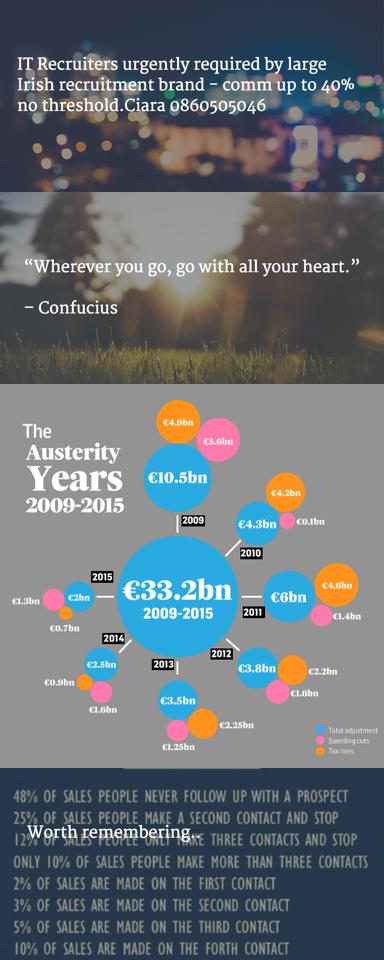 IT Recruiters urgently required by large
Irish recruitment brand – comm up to 40%
no threshold.Ciara 0860505046
“Wherever you go, go with all your heart.”
– Confucius
The
Austerity
Years
2009-2015
€4.9bn
€5.6bn
€10.5bn
2009
€4.2bn
€4.3bn
€0.1bn
2010
€33.2bn
2009-2015
€4.6bn
€6bn
€1.4bn
2011
2015
€1.3bn
€2bn
€0.7bn
2014
€2.5bn
€0.9bn
€1.6bn
2013
€3.5bn
€2.25bn
€1.25bn
2012
€3.8bn
€2.2bn
€1.6bn
Total adjustment
Spending cuts
Tax rises
48% OF SALES PEOPLE NEVER FOLLOW UP WITH A PROSPECT
25% OF SALES PEOPLE MAKE A SECOND CONTACT AND STOP
Worth remembering..
12% OF SALES PEOPLE ONLY MAKE THREE CONTACTS AND STOP
ONLY 10% OF SALES PEOPLE MAKE MORE THAN THREE CONTACTS
2% OF SALES ARE MADE ON THE FIRST CONTACT
3% OF SALES ARE MADE ON THE SECOND CONTACT
5% OF SALES ARE MADE ON THE THIRD CONTACT
10% OF SALES ARE MADE ON THE FORTH CONTACT